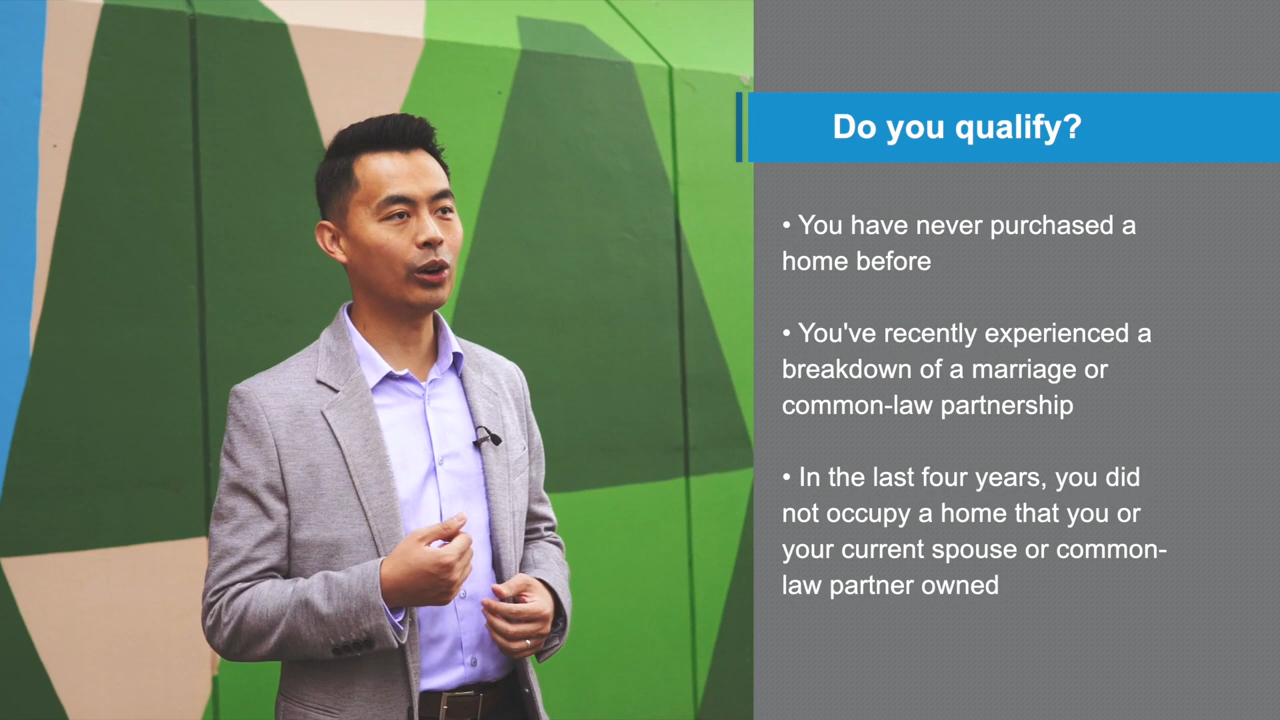 Do you qualify?
• You have never purchased a
home before
• You've recently experienced a
breakdown of a marriage or
common-law partnership
• In the last four years, you did
not occupy a home that you or
your current spouse or common-
law partner owned